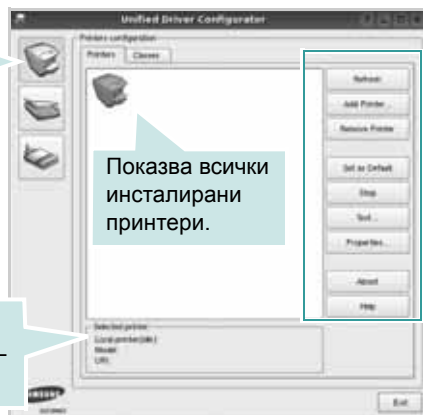 Unified Driver Configurator
Printers configuration
Printers Classes
Refresh
Add Printer...
Remove Printer
Set as Default
Stop
Test...
Properties...
About
Help
Показва всички
инсталирани
принтери.
Selected printer:
Local printer(idle)
Model:
URI:
–
SAMSUNG
Exit